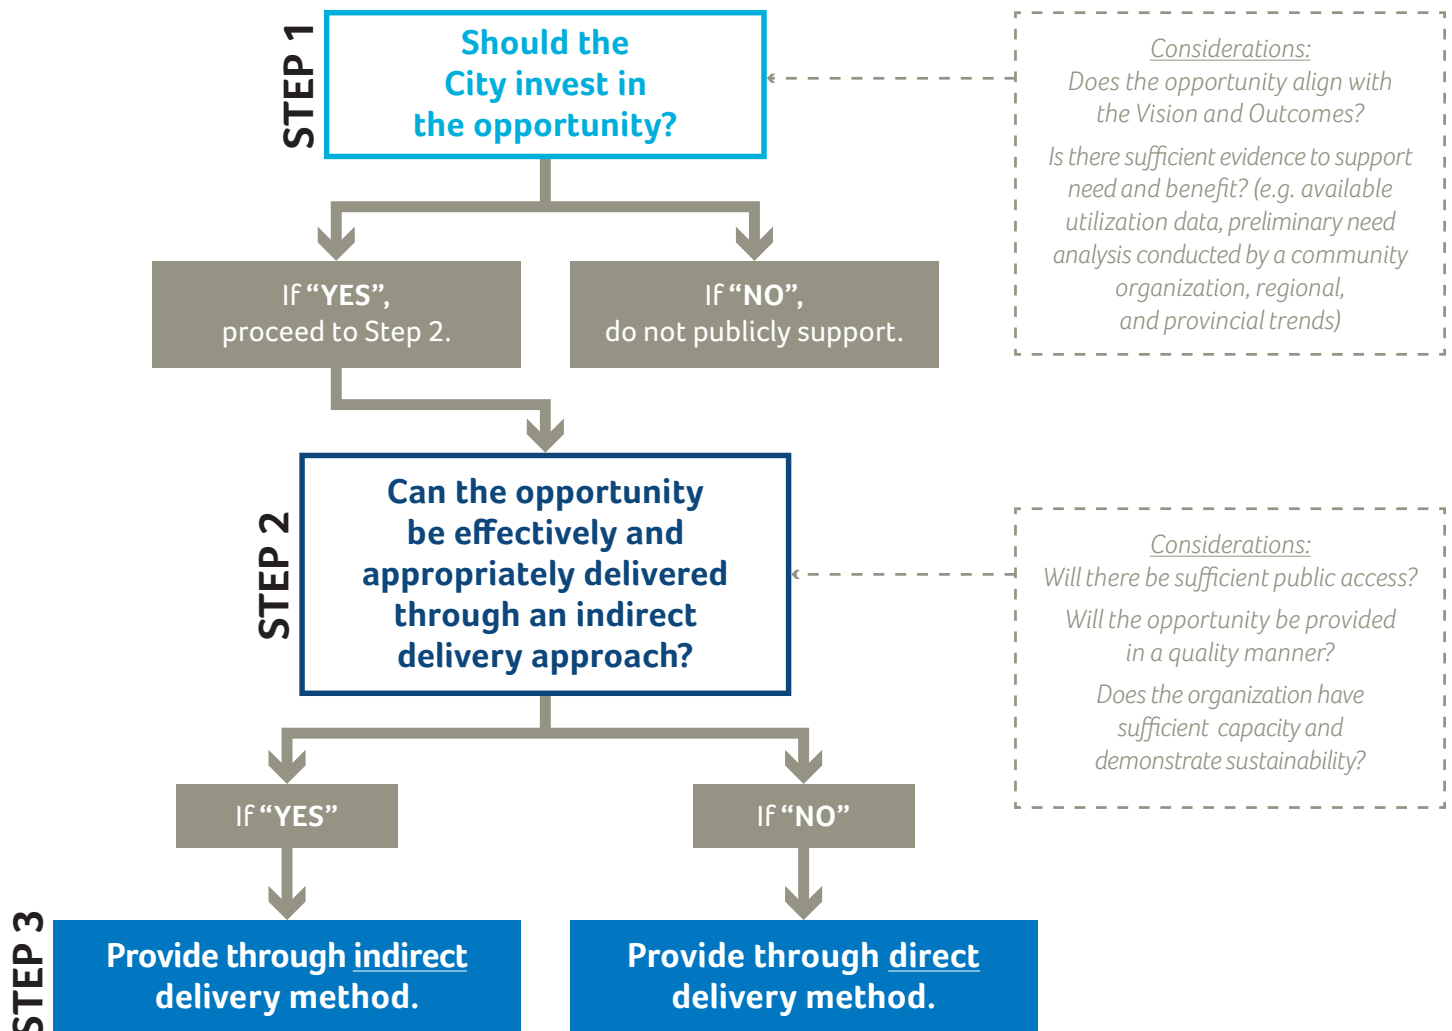 STEP 1
Should the
City invest in
the opportunity?
Considerations:
Does the opportunity align with
the Vision and Outcomes?
Is there sufficient evidence to support
need and benefit? (e.g. available
utilization data, preliminary need
analysis conducted by a community
organization, regional,
and provincial trends)
If “YES”,
proceed to Step 2.
If “NO”,
do not publicly support.
STEP 2
Can the opportunity
be effectively and
appropriately delivered
through an indirect
delivery approach?
Considerations:
Will there be sufficient public access?
Will the opportunity be provided
in a quality manner?
Does the organization have
sufficient capacity and
demonstrate sustainability?
If “YES”
If “NO”
STEP 3
Provide through indirect
delivery method.
Provide through direct
delivery method.